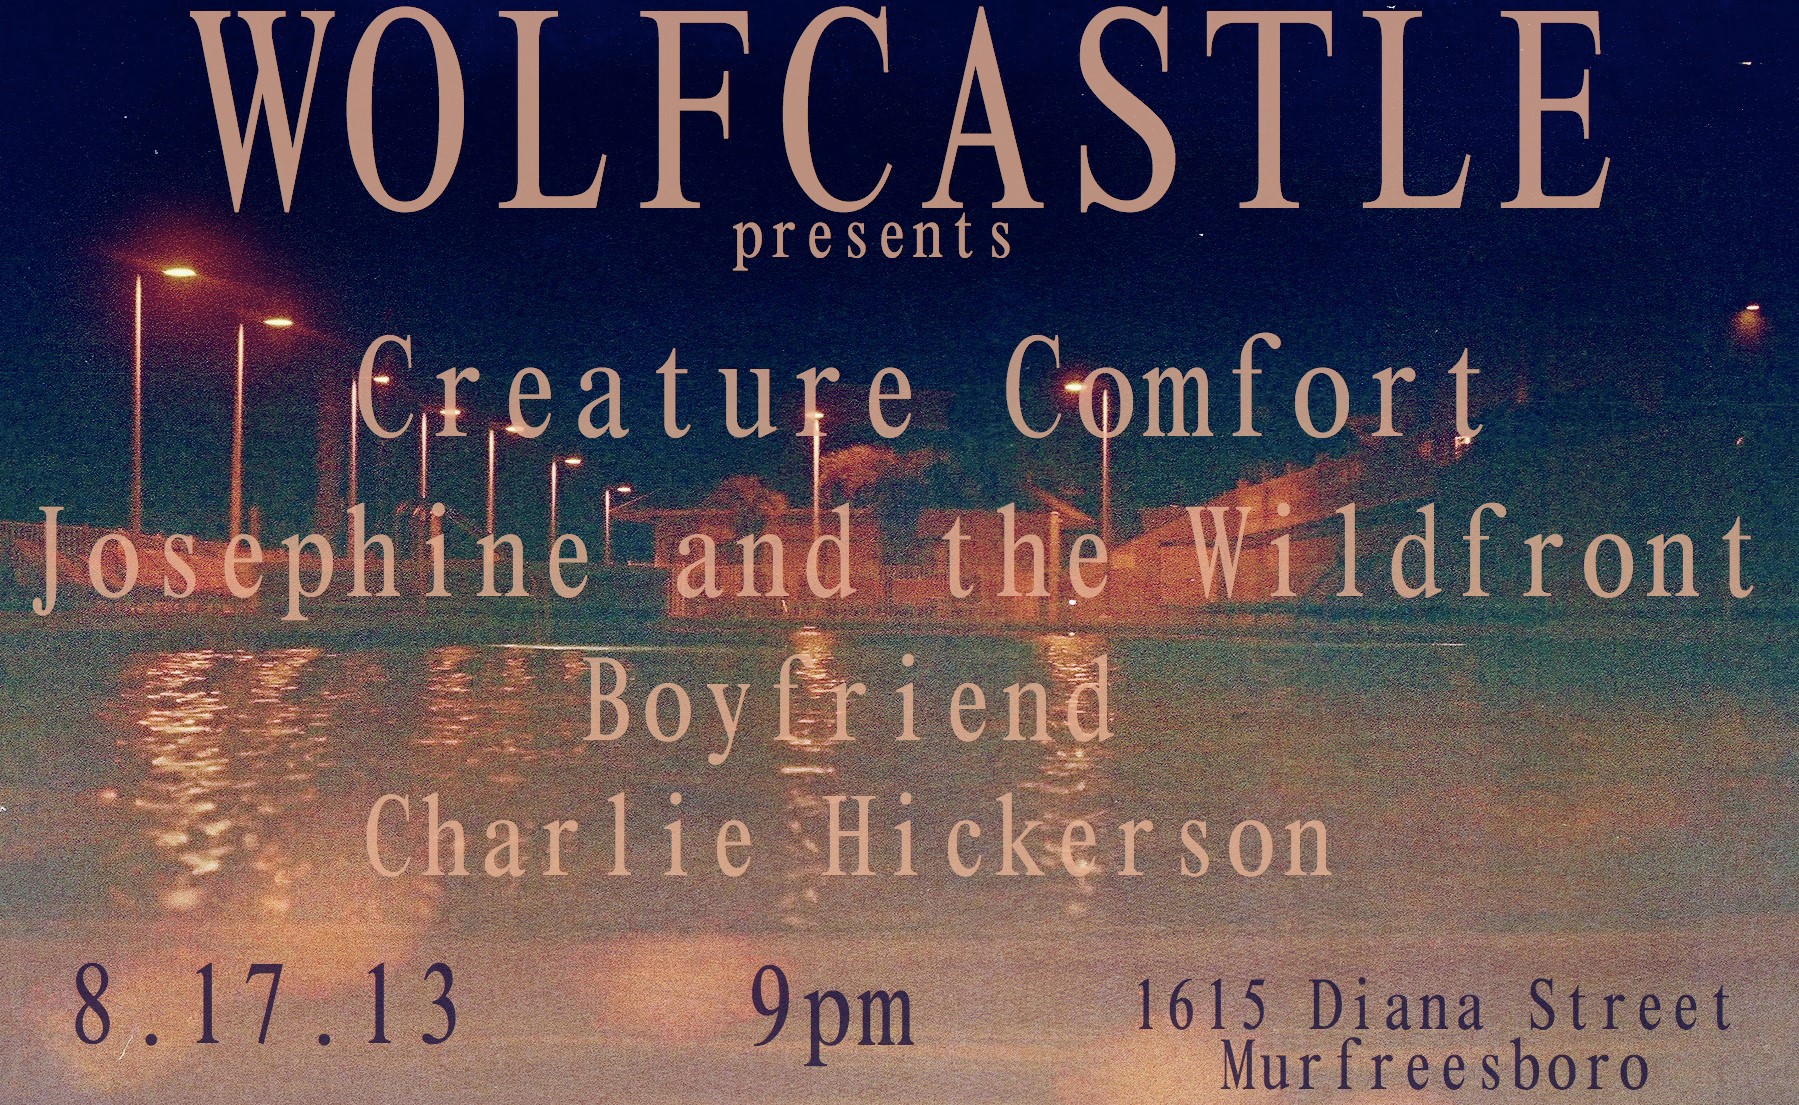 WOLFCASTLE
presents
Creature Comfort
Josephine and the Wildfront
Boyfriend
Charlie Hickerson
8.17.13 9pm 1615 Diana Street
Murfreesboro